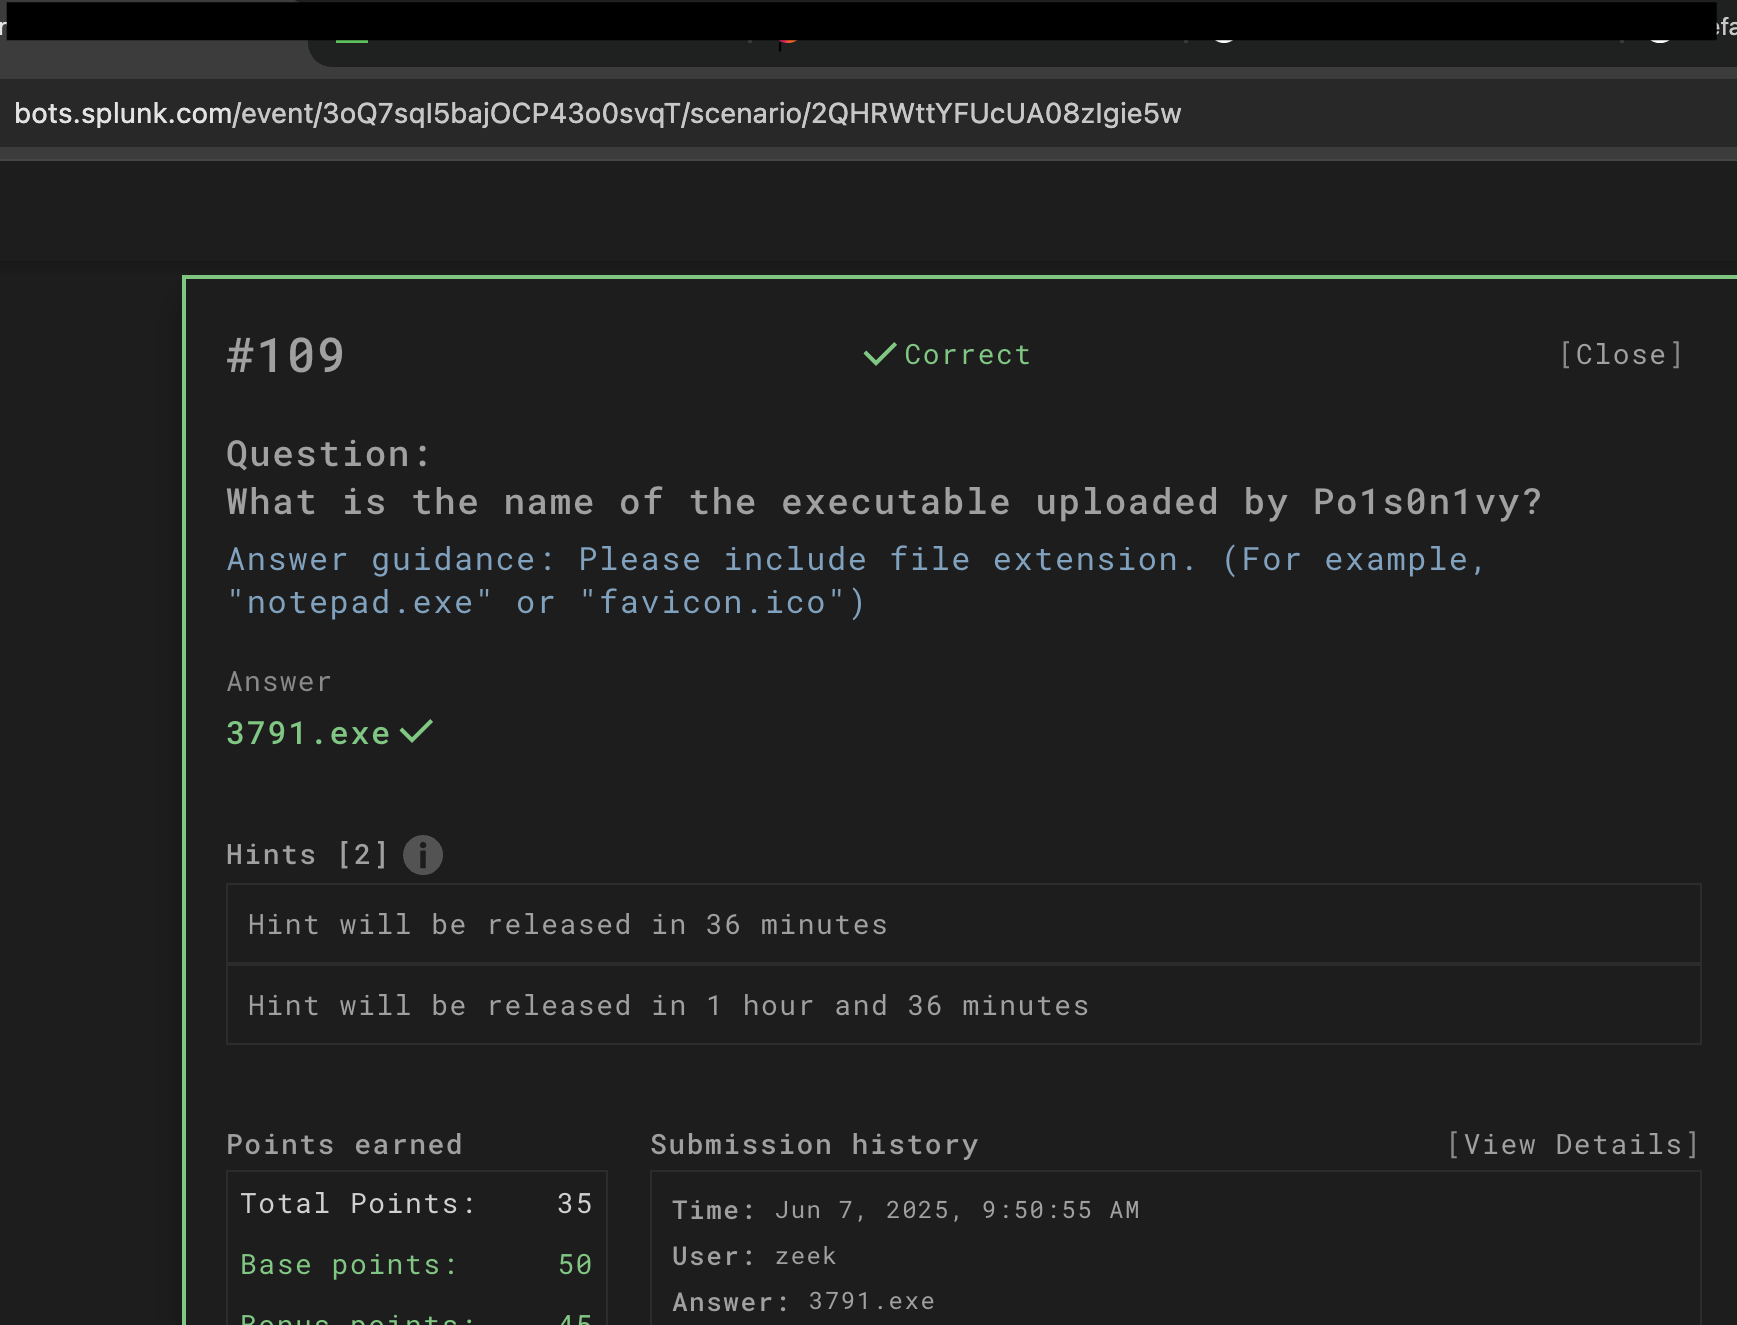 bots.splunk.com/event/3oQ7sqI5bajOCP43o0svqT/scenario/2QHRWttYFUcUA08zIgie5w
#109
Correct
[Close]
Question:
What is the name of the executable uploaded by Po1s0n1vy?
Answer guidance: Please include file extension. (For example,
"notepad.exe" or "favicon.ico")
Answer
3791.exe
Hints [2]
Hint will be released in 36 minutes
Hint will be released in 1 hour and 36 minutes
Points earned
Total Points: 35
Base points: 50
Bonus points: 45
Submission history
[View Details]
Time: Jun 7, 2025, 9:50:55 AM
User: zeek
Answer: 3791.exe